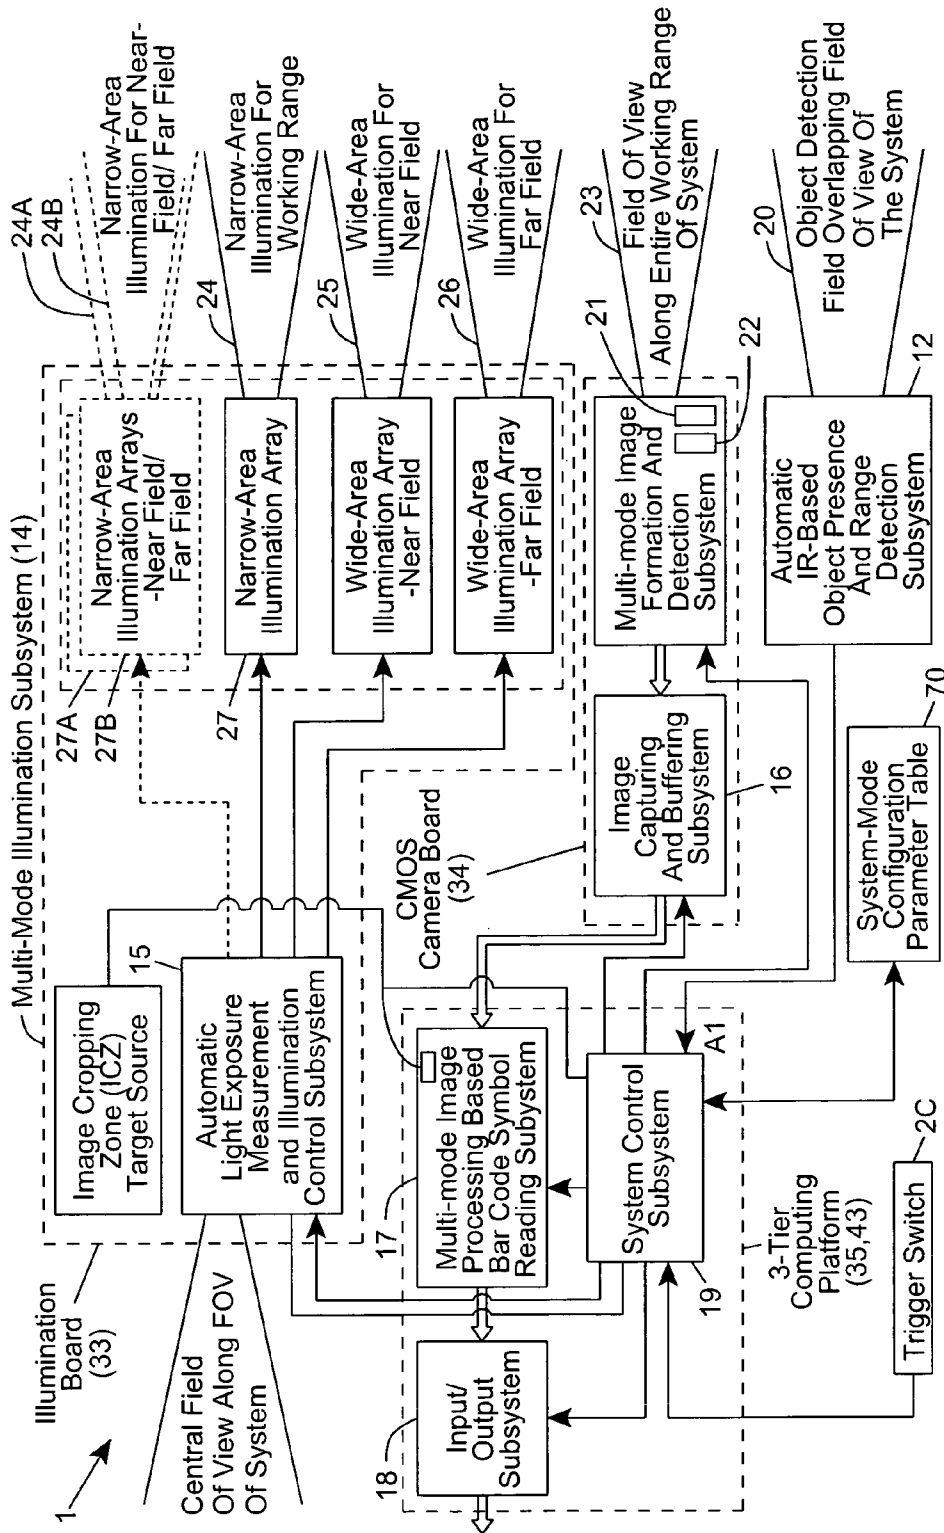 Multi-Mode Illumination Subsystem (14)
24A
24B
Narrow-Area
Illumination For Near-
Field/ Far Field
27A
27B
Narrow-Area
Illumination Arrays
-Near Field/
Far Field
Narrow-Area
Illumination For
Working Range
24
27
Narrow-Area
Illumination Array
Wide-Area
Illumination For
Near Field
25
Wide-Area
Illumination Array
-Near Field
Wide-Area
Illumination For
Far Field
26
Wide-Area
Illumination Array
-Far Field
Image Cropping
Zone (ICZ)
Target Source
15
Automatic
Light Exposure
Measurement
and Illumination
Control Subsystem
Illumination
Board
(33)
1
Central Field
Of View Along FOV
Of System
CMOS
Camera Board
(34)
23
Field Of View
Along Entire Working Range
Of System
21
22
Multi-mode Image
Formation And
Detection
Subsystem
Image
Capturing
And Buffering
Subsystem
16
17
Multi-mode Image
Processing Based
Bar Code Symbol
Reading Subystem
18
Input/
Output
Subsystem
A1
System Control
Subsystem
19
20
Object Detection
Field Overlapping Field
Of View Of
The System
12
Automatic
IR-Based
Object Presence
And Range
Detection
Subsystem
70
System-Mode
Configuration
Parameter Table
3-Tier
Computing
Platform
(35,43)
2C
Trigger Switch